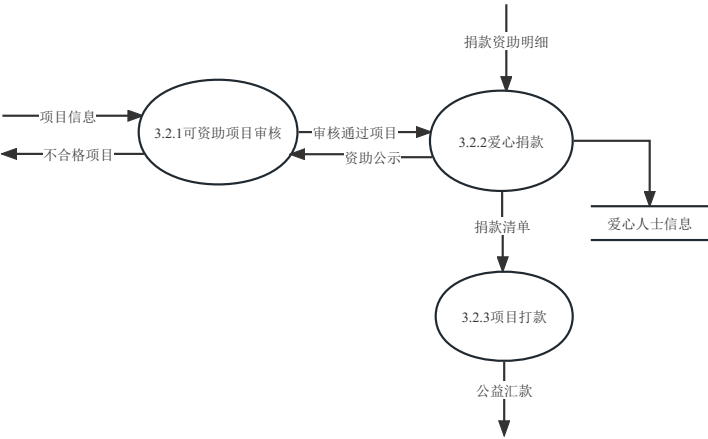 捐款资助明细
项目信息
3.2.1可资助项目审核
审核通过项目
3.2.2爱心捐款
不合格项目
资助公示
捐款清单
爱心人士信息
3.2.3项目打款
公益汇款